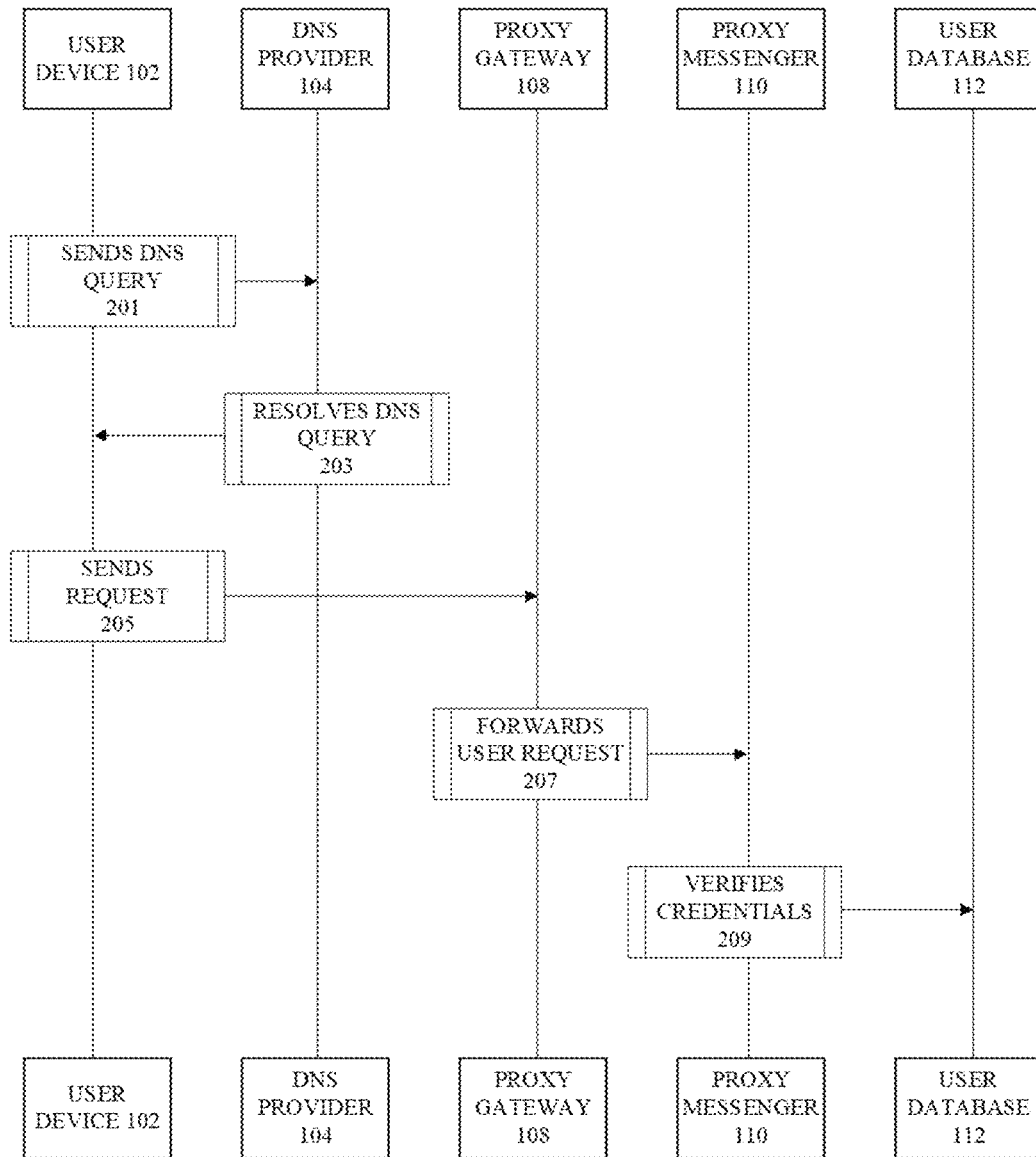 USER
DEVICE 102
DNS
PROVIDER
104
PROXY
GATEWAY
108
PROXY
MESSENGER
110
USER
DATABASE
112
SENDS DNS
QUERY
201
RESOLVES DNS
QUERY
203
SENDS
REQUEST
205
FORWARDS
USER REQUEST
207
VERIFIES
CREDENTIALS
209
USER
DEVICE 102
DNS
PROVIDER
104
PROXY
GATEWAY
108
PROXY
MESSENGER
110
USER
DATABASE
112